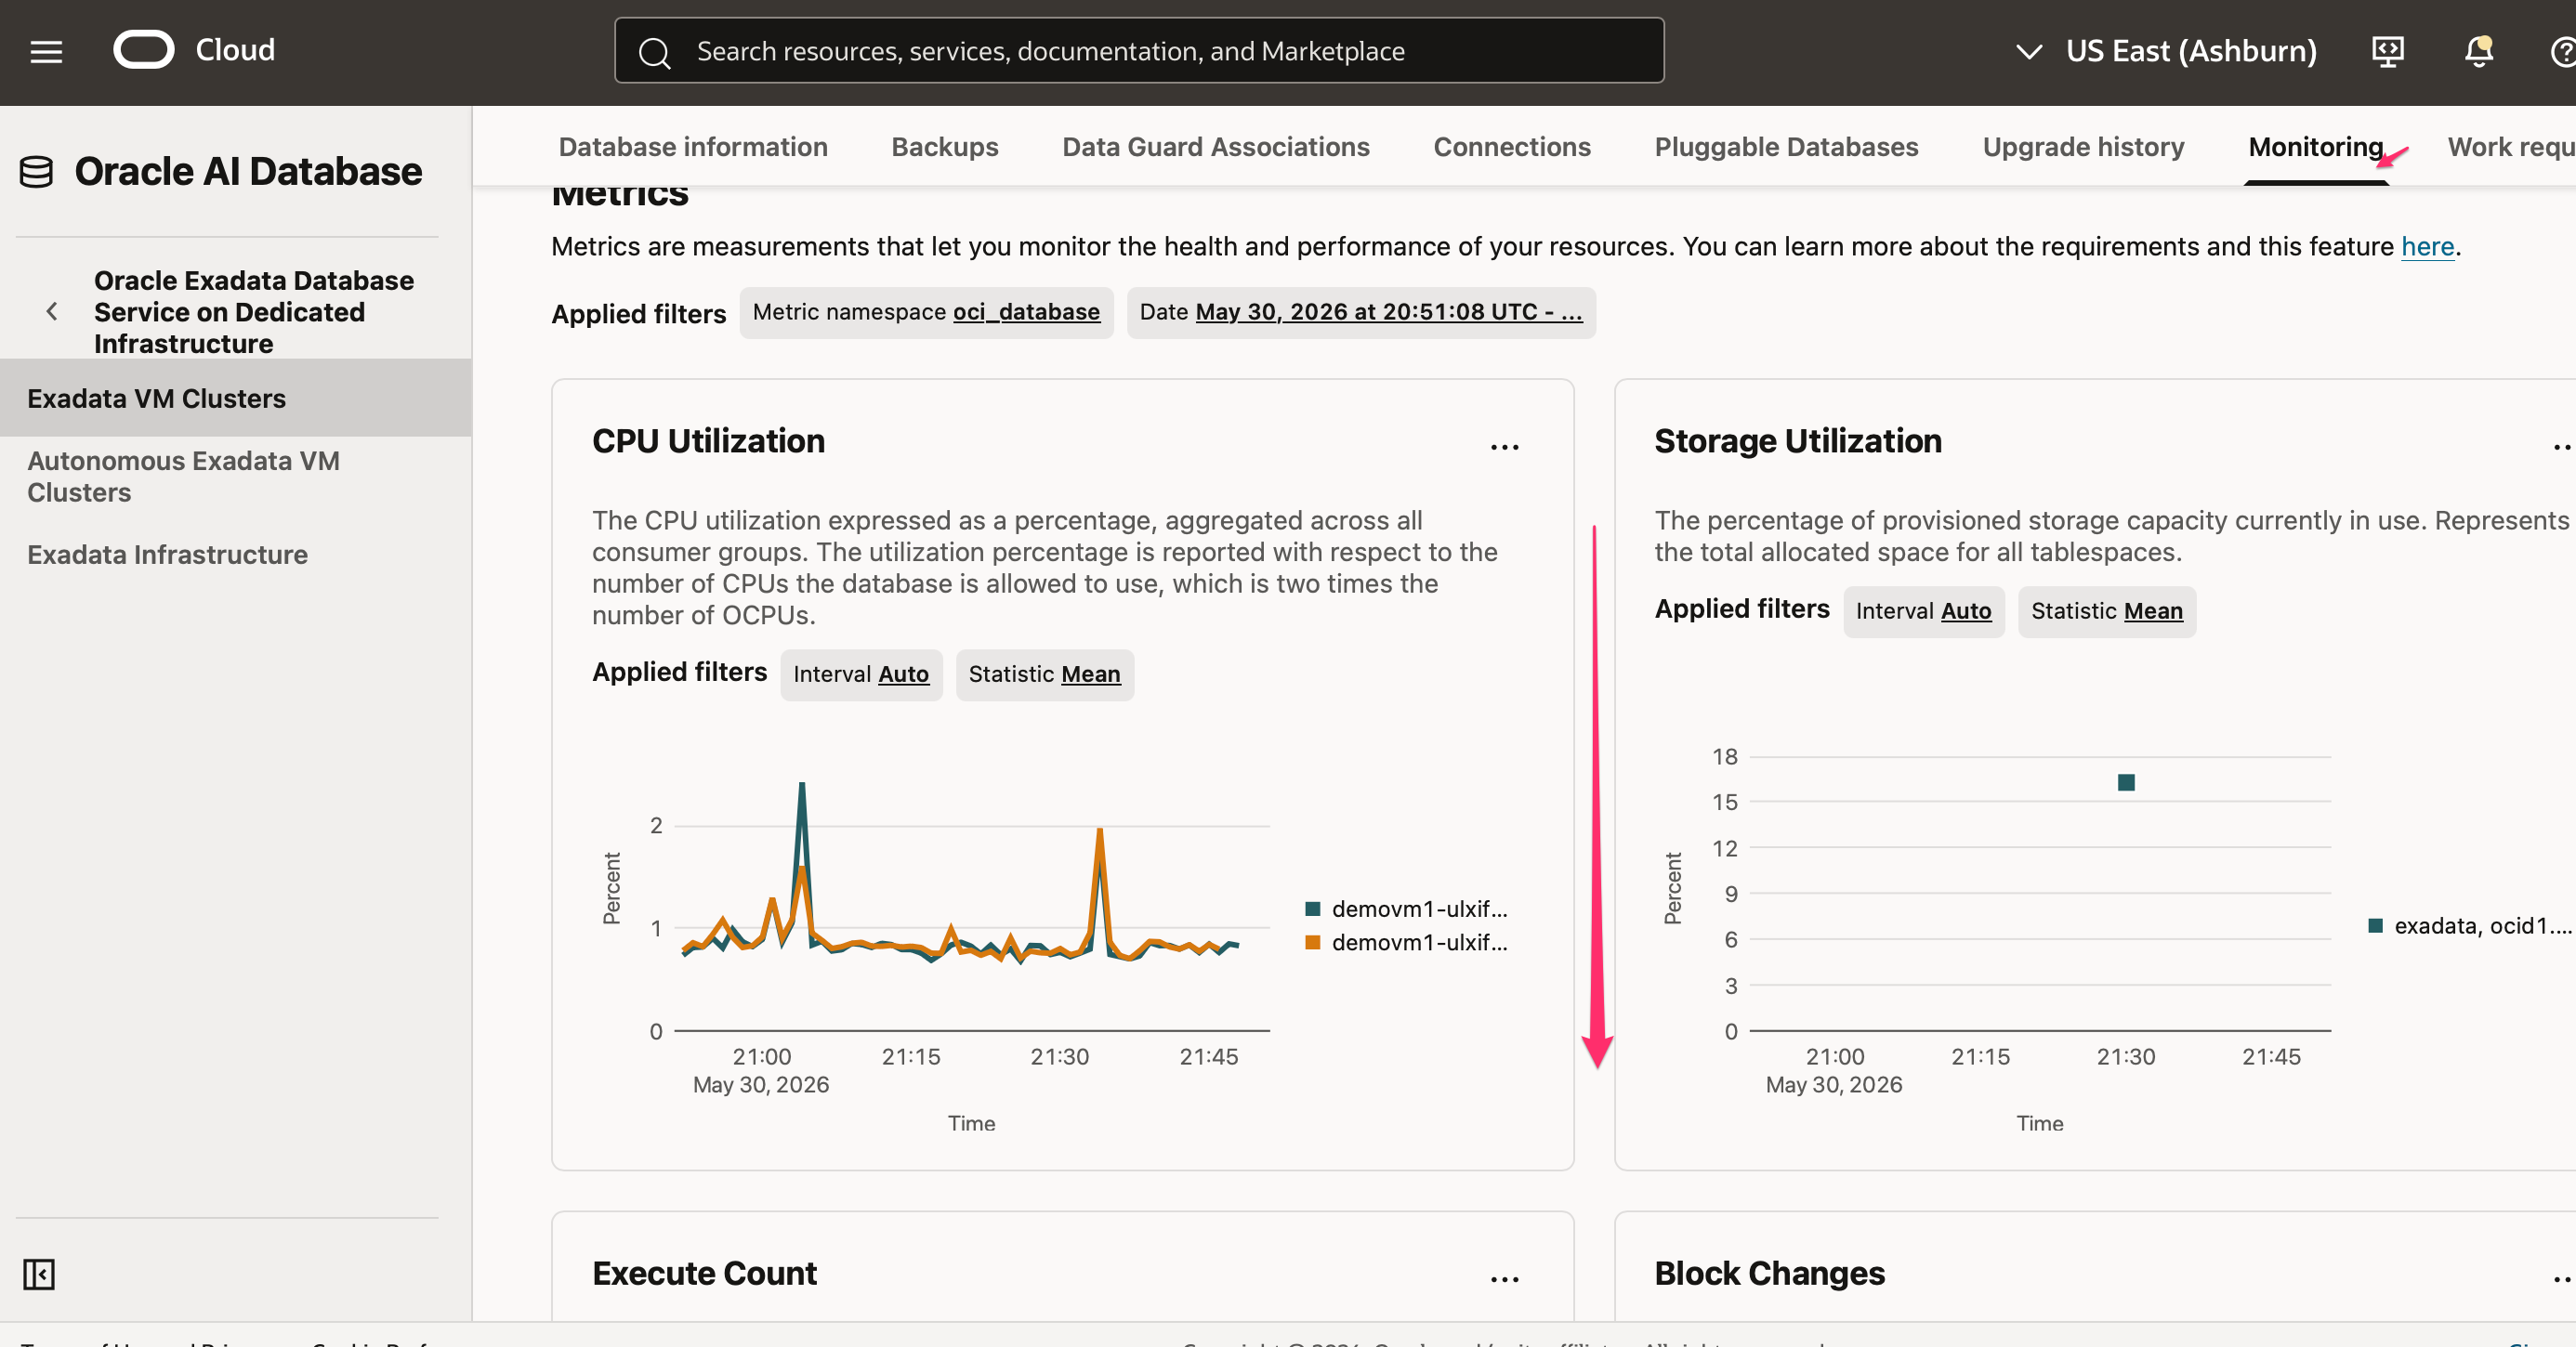 Cloud
Search resources, services, documentation, and Marketplace
US East (Ashburn)
Oracle AI Database
Oracle Exadata Database
Service on Dedicated
Infrastructure
Exadata VM Clusters
Autonomous Exadata VM
Clusters
Exadata Infrastructure
Database information
Backups
Data Guard Associations
Connections
Pluggable Databases
Upgrade history
Monitoring
Work requ
Metrics
Metrics are measurements that let you monitor the health and performance of your resources. You can learn more about the requirements and this feature here.
Applied filters
Metric namespace oci_database
Date May 30, 2026 at 20:51:08 UTC - ...
CPU Utilization
...
The CPU utilization expressed as a percentage, aggregated across all
consumer groups. The utilization percentage is reported with respect to the
number of CPUs the database is allowed to use, which is two times the
number of OCPUs.
Applied filters
Interval Auto
Statistic Mean
Percent
2
1
0
21:00
21:15
21:30
21:45
May 30, 2026
Time
demovm1-ulxif...
demovm1-ulxif...
Storage Utilization
The percentage of provisioned storage capacity currently in use. Represents
the total allocated space for all tablespaces.
Applied filters
Interval Auto
Statistic Mean
Percent
18
15
12
9
6
3
0
21:00
21:15
21:30
21:45
May 30, 2026
Time
exadata, ocid1....
Execute Count
...
Block Changes